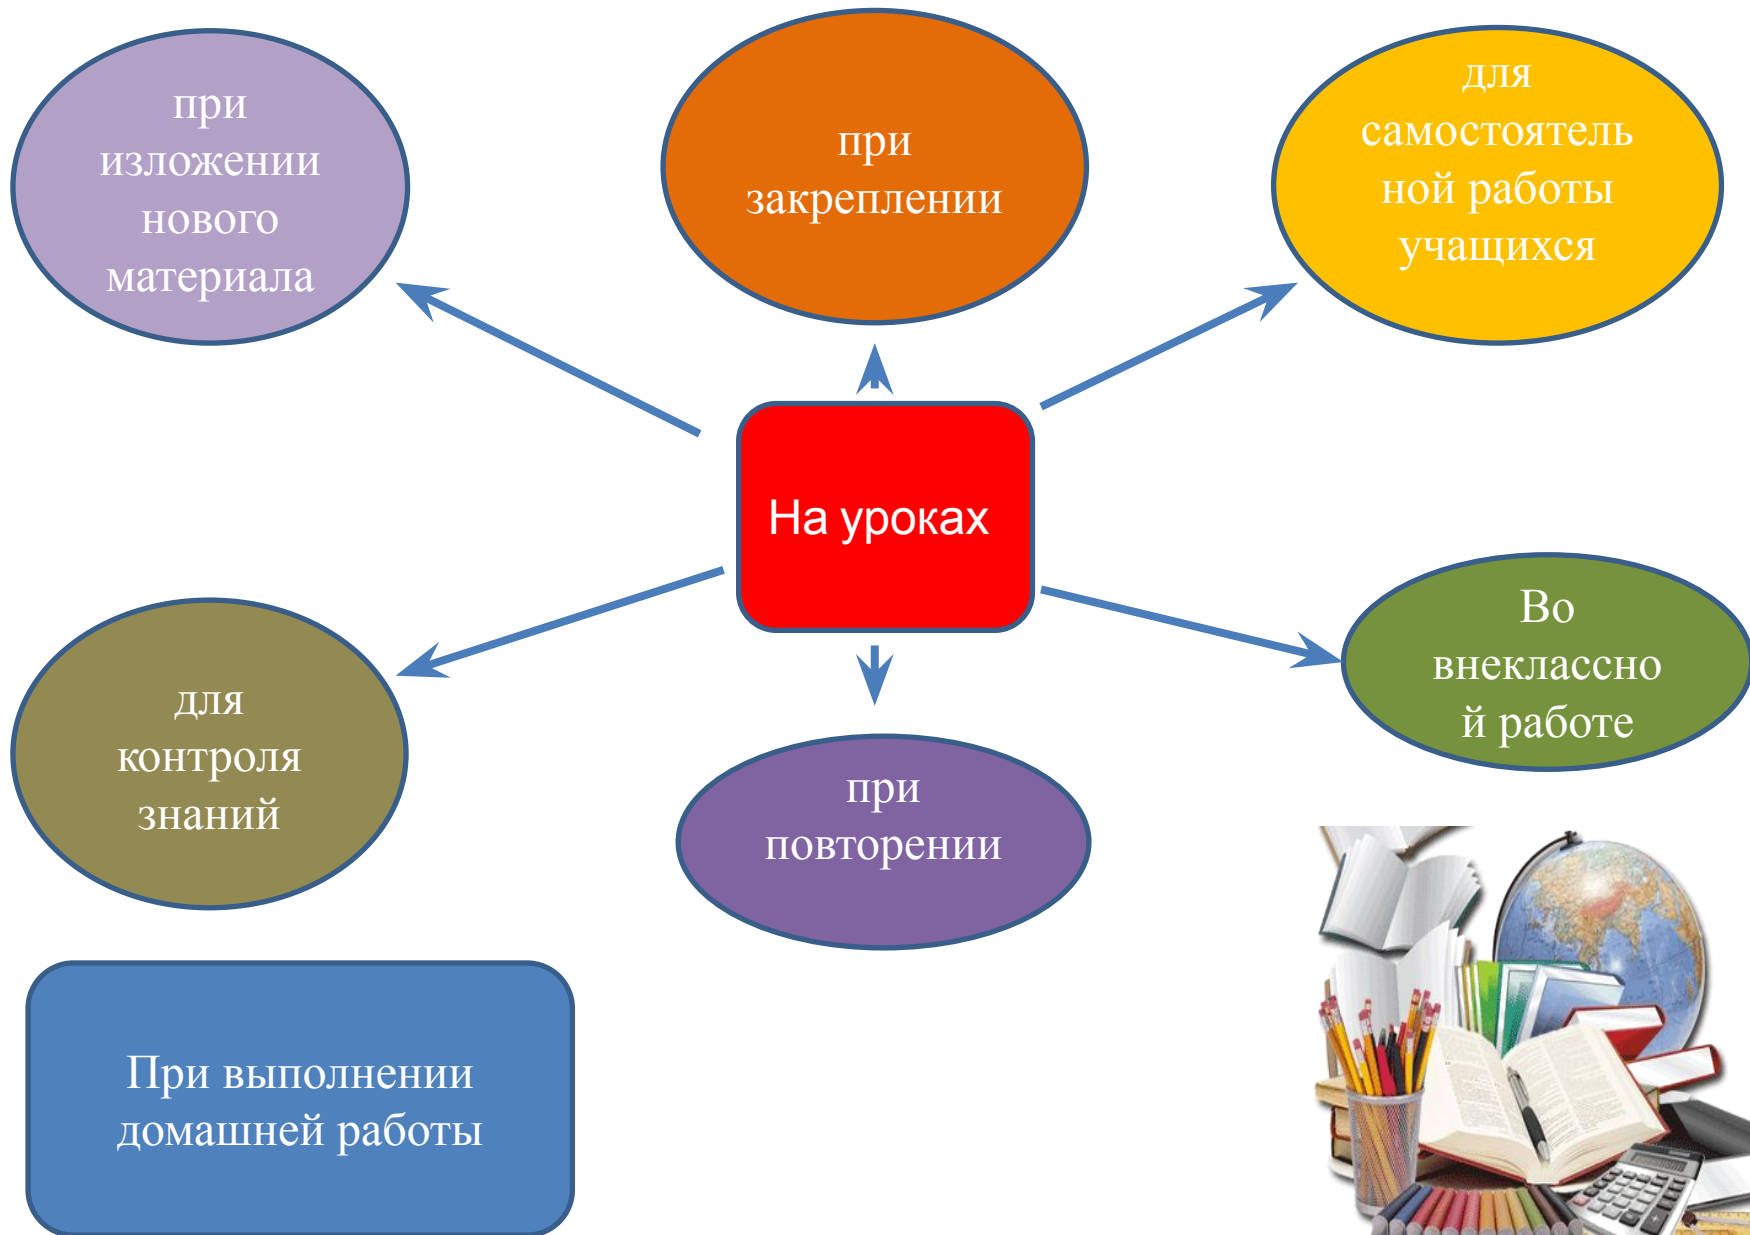 при
изложении
нового
материала
при
закреплении
для
самостоятель
ной работы
учащихся
На уроках
для
контроля
знаний
при
повторении
Во
внеклассно
й работе
При выполнении
домашней работы